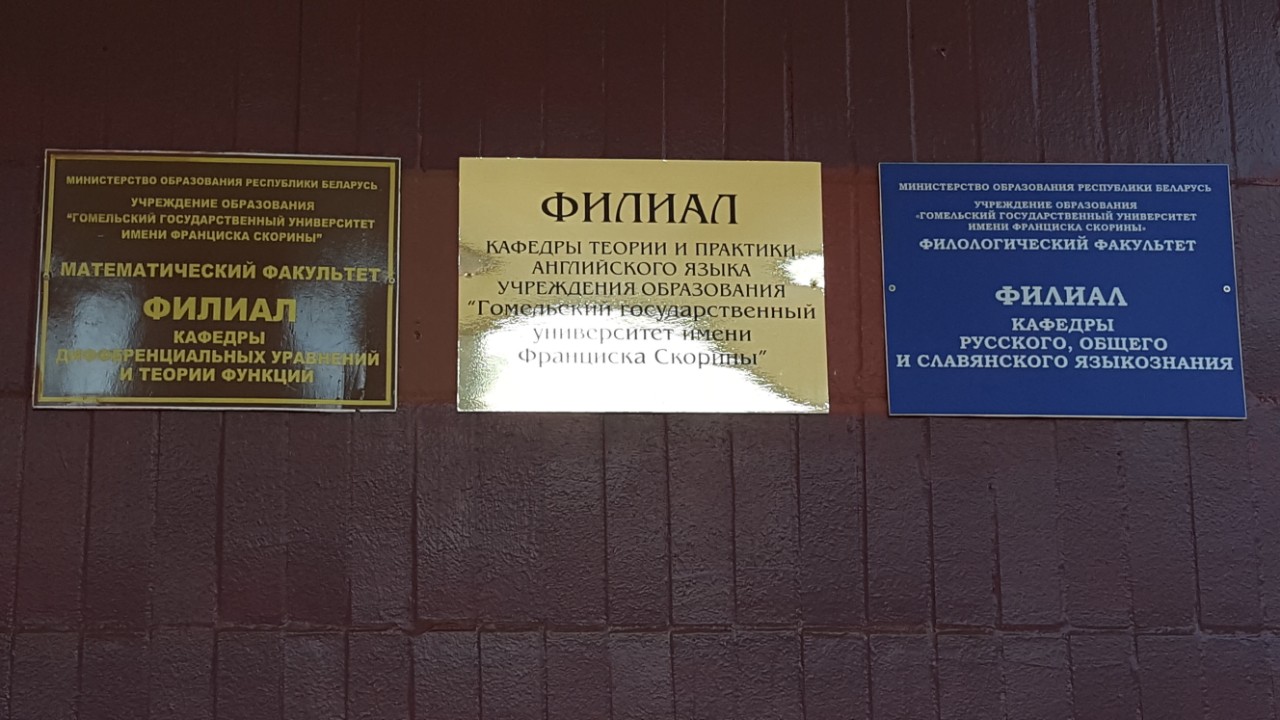 МИНИСТЕРСТВО ОБРАЗОВАНИЯ РЕСПУБЛИКИ БЕЛАРУСЬ
УЧРЕЖДЕНИЕ ОБРАЗОВАНИЯ
"ГОМЕЛЬСКИЙ ГОСУДАРСТВЕННЫЙ УНИВЕРСИТЕТ
ИМЕНИ ФРАНЦИСКА СКОРИНЫ"
МАТЕМАТИЧЕСКИЙ ФАКУЛЬТЕТ
ФИЛИАЛ
КАФЕДРЫ
ДИФФЕРЕНЦИАЛЬНЫХ УРАВНЕНИЙ
И ТЕОРИИ ФУНКЦИЙ
ФИЛИАЛ
КАФЕДРЫ ТЕОРИИ И ПРАКТИКИ
АНГЛИЙСКОГО ЯЗЫКА
УЧРЕЖДЕНИЯ ОБРАЗОВАНИЯ
"Гомельский государственный
университет имени
Франциска Скорины"
МИНИСТЕРСТВО ОБРАЗОВАНИЯ РЕСПУБЛИКИ БЕЛАРУСЬ
УЧРЕЖДЕНИЕ ОБРАЗОВАНИЯ
«ГОМЕЛЬСКИЙ ГОСУДАРСТВЕННЫЙ УНИВЕРСИТЕТ
ИМЕНИ ФРАНЦИСКА СКОРИНЫ»
ФИЛОЛОГИЧЕСКИЙ ФАКУЛЬТЕТ
ФИЛИАЛ
КАФЕДРЫ
РУССКОГО, ОБЩЕГО
И СЛАВЯНСКОГО ЯЗЫКОЗНАНИЯ